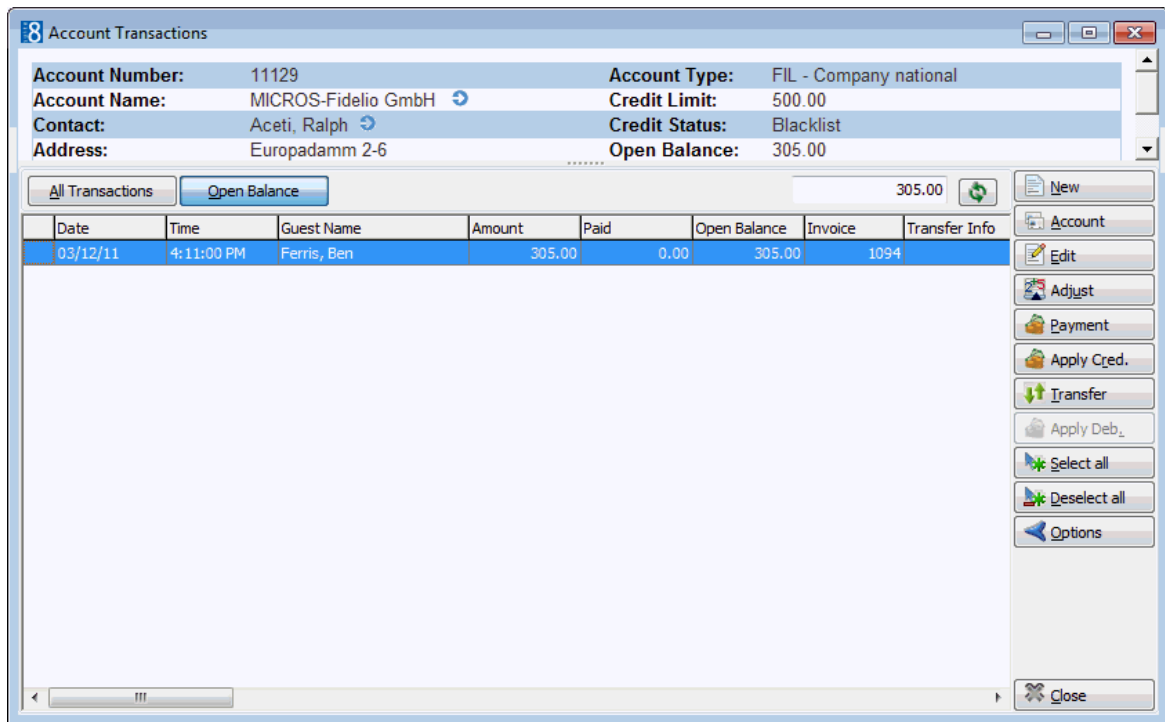 8 Account Transactions
Account Number: 11129 Account Type: FIL - Company national
Account Name: MICROS-Fidelio GmbH Credit Limit: 500.00
Contact: Aceti, Ralph Credit Status: Blacklist
Address: Europadamm 2-6 Open Balance: 305.00
All Transactions Open Balance 305.00
Date Time Guest Name Amount Paid Open Balance Invoice Transfer Info
03/12/11 4:11:00 PM Ferris, Ben 305.00 0.00 305.00 1094
New
Account
Edit
Adjust
Payment
Apply Cred.
Transfer
Apply Deb.
Select all
Deselect all
Options
Close